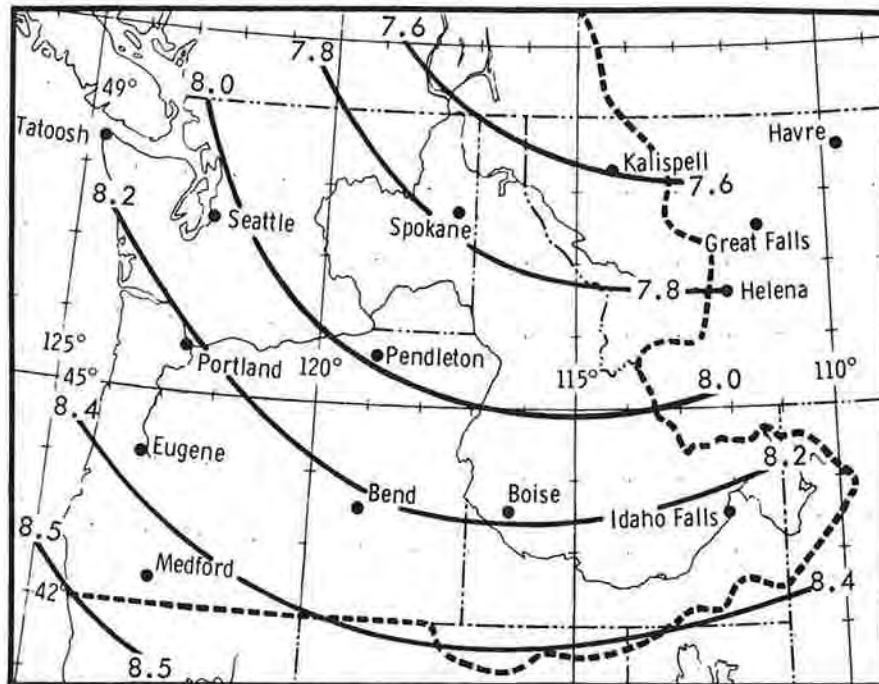 7.6
7.8
8.0
49°
Tatoosh
Havre
Kalispell
7.6
8.2
Seattle
Spokane
Great Falls
7.8
Helena
125°
Portland
120°
Pendleton
115°
110°
45°
8.0
8.4
Eugene
8.2
Bend
Boise
Idaho Falls
8.5
Medford
42°
8.4
8.5